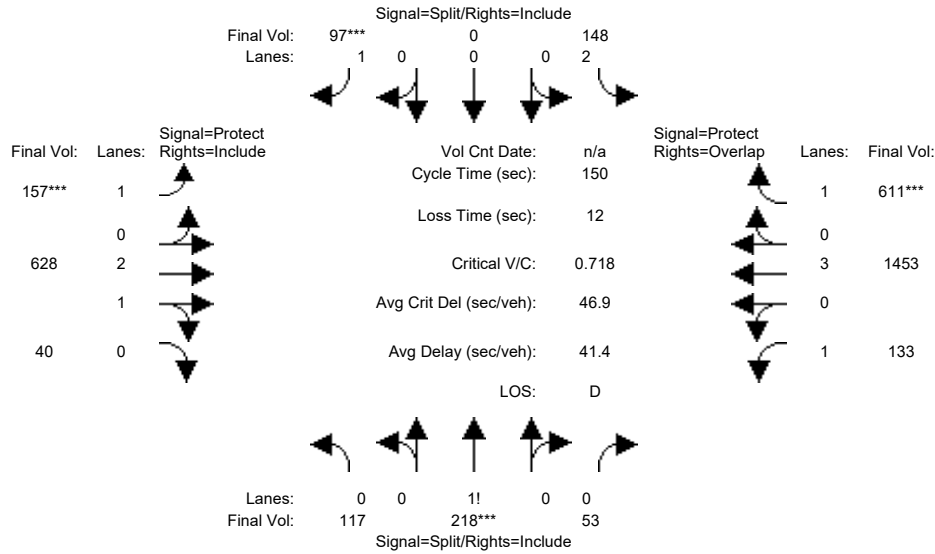 Signal=Split/Rights=Include
Final Vol: 97*** 0 148
Lanes: 1 0 0 0 2
Signal=Protect Signal=Protect
Final Vol: Lanes: Rights=Include Vol Cnt Date: n/a Rights=Overlap Lanes: Final Vol:
Cycle Time (sec): 150
157*** 1 1 611***
Loss Time (sec): 12
0 0
628 2 Critical V/C: 0.718 3 1453
1 Avg Crit Del (sec/veh): 46.9 0
40 0 Avg Delay (sec/veh): 41.4 1 133
LOS: D
Lanes: 0 0 1! 0 0
Final Vol: 117 218*** 53
Signal=Split/Rights=Include